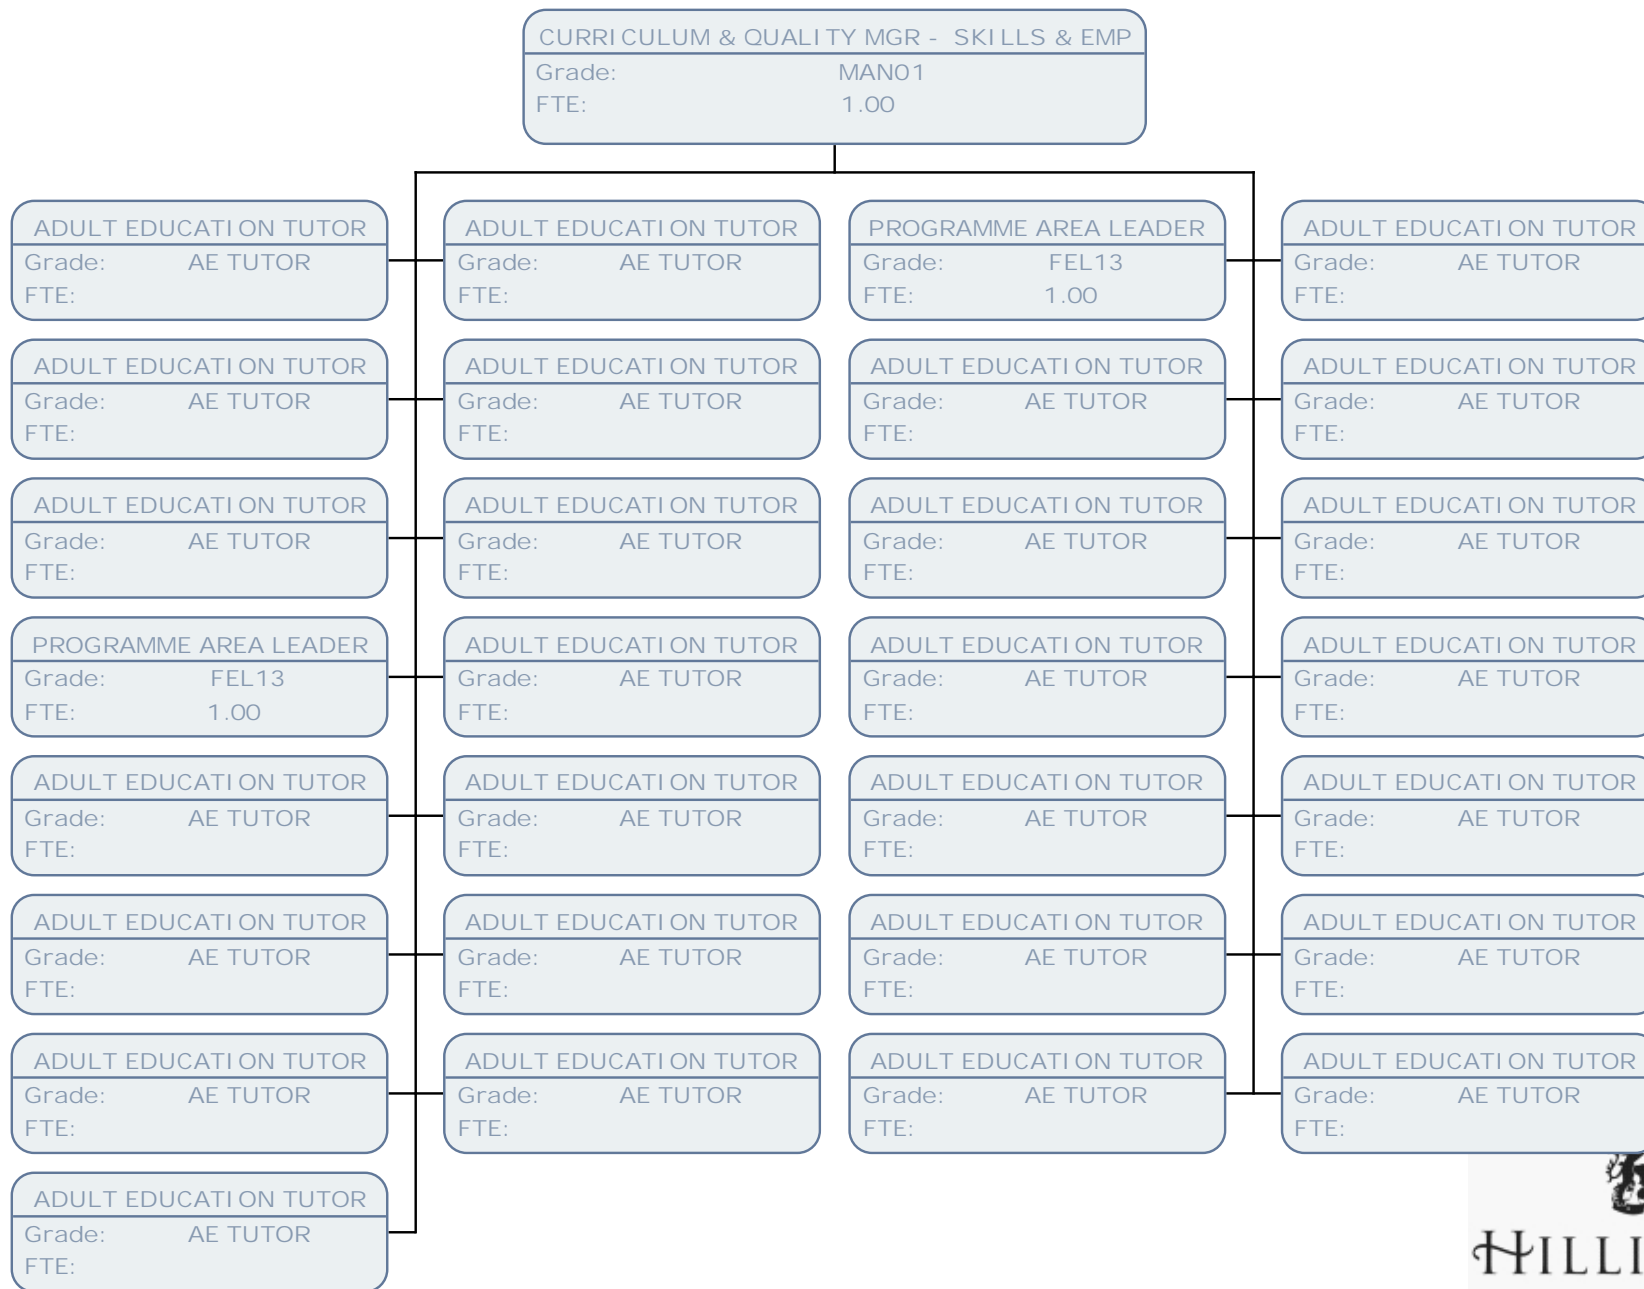 CURRICULUM & QUALITY MGR - SKILLS & EMP
Grade: MAN01
FTE: 1.00
ADULT EDUCATION TUTOR
Grade: AE TUTOR
FTE:
ADULT EDUCATION TUTOR
Grade: AE TUTOR
FTE:
PROGRAMME AREA LEADER
Grade: FEL13
FTE: 1.00
ADULT EDUCATION TUTOR
Grade: AE TUTOR
FTE:
ADULT EDUCATION TUTOR
Grade: AE TUTOR
FTE:
ADULT EDUCATION TUTOR
Grade: AE TUTOR
FTE:
ADULT EDUCATION TUTOR
Grade: AE TUTOR
FTE:
ADULT EDUCATION TUTOR
Grade: AE TUTOR
FTE:
ADULT EDUCATION TUTOR
Grade: AE TUTOR
FTE:
ADULT EDUCATION TUTOR
Grade: AE TUTOR
FTE:
ADULT EDUCATION TUTOR
Grade: AE TUTOR
FTE:
ADULT EDUCATION TUTOR
Grade: AE TUTOR
FTE:
PROGRAMME AREA LEADER
Grade: FEL13
FTE: 1.00
ADULT EDUCATION TUTOR
Grade: AE TUTOR
FTE:
ADULT EDUCATION TUTOR
Grade: AE TUTOR
FTE:
ADULT EDUCATION TUTOR
Grade: AE TUTOR
FTE:
ADULT EDUCATION TUTOR
Grade: AE TUTOR
FTE:
ADULT EDUCATION TUTOR
Grade: AE TUTOR
FTE:
ADULT EDUCATION TUTOR
Grade: AE TUTOR
FTE:
ADULT EDUCATION TUTOR
Grade: AE TUTOR
FTE:
ADULT EDUCATION TUTOR
Grade: AE TUTOR
FTE:
ADULT EDUCATION TUTOR
Grade: AE TUTOR
FTE:
ADULT EDUCATION TUTOR
Grade: AE TUTOR
FTE:
ADULT EDUCATION TUTOR
Grade: AE TUTOR
FTE:
ADULT EDUCATION TUTOR
Grade: AE TUTOR
FTE:
ADULT EDUCATION TUTOR
Grade: AE TUTOR
FTE:
ADULT EDUCATION TUTOR
Grade: AE TUTOR
FTE:
ADULT EDUCATION TUTOR
Grade: AE TUTOR
FTE:
ADULT EDUCATION TUTOR
Grade: AE TUTOR
FTE:
HILLI